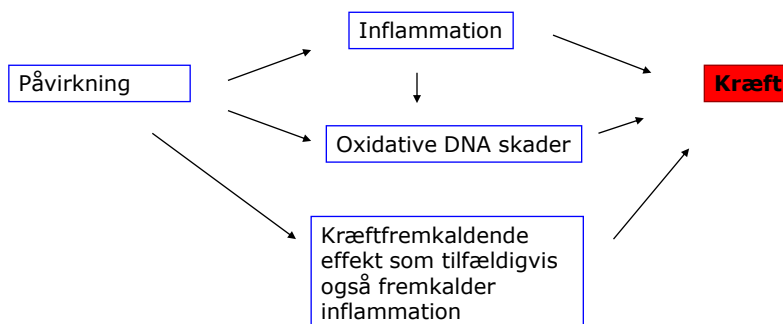 Inflammation
Påvirkning
Kræft
Oxidative DNA skader
Kræftfremkaldende
effekt som tilfældigvis
også fremkalder
inflammation